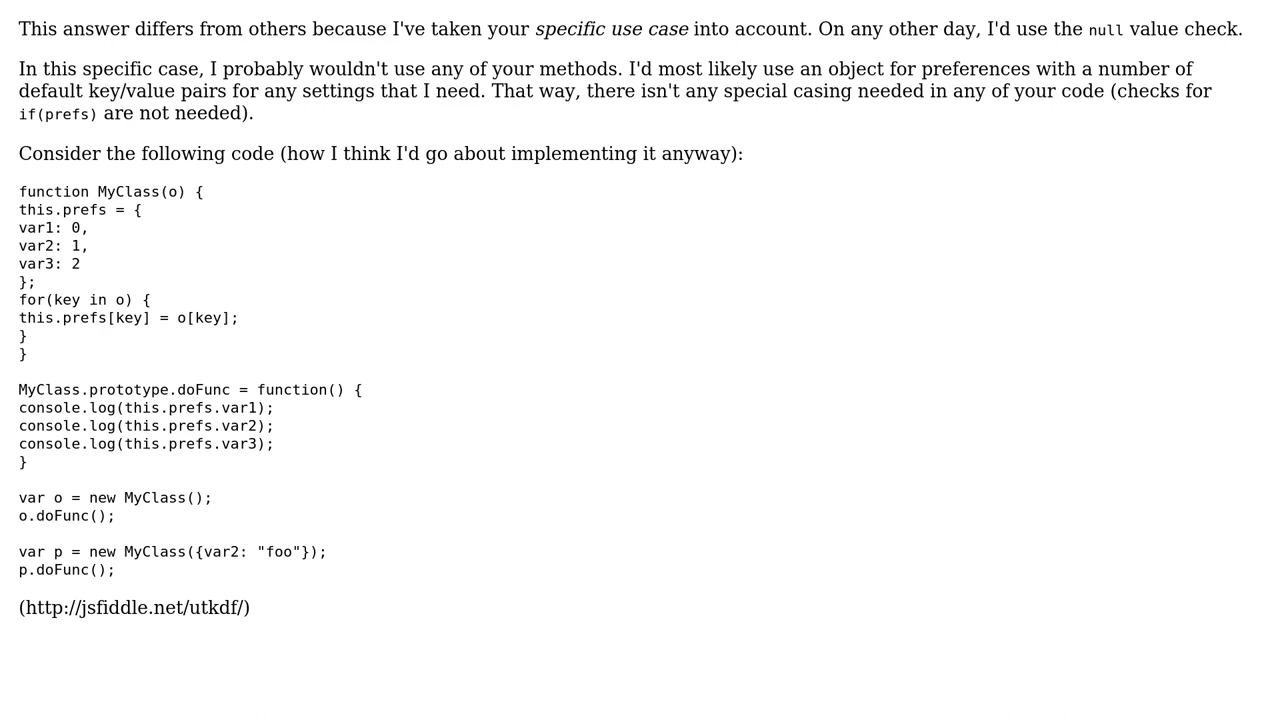 This answer differs from others because I've taken your specific use case into account. On any other day, I'd use the null value check.
In this specific case, I probably wouldn't use any of your methods. I'd most likely use an object for preferences with a number of
default key/value pairs for any settings that I need. That way, there isn't any special casing needed in any of your code (checks for
if(prefs) are not needed).
Consider the following code (how I think I'd go about implementing it anyway):
function MyClass(o) {
this.prefs = {
var1: 0,
var2: 1,
var3: 2
};
for(key in o) {
this.prefs[key] = o[key];
}
}
MyClass.prototype.doFunc = function() {
console.log(this.prefs.var1);
console.log(this.prefs.var2);
console.log(this.prefs.var3);
}
var o = new MyClass();
o.doFunc();
var p = new MyClass({var2: "foo"});
p.doFunc();
(http://jsfiddle.net/utkdf/)